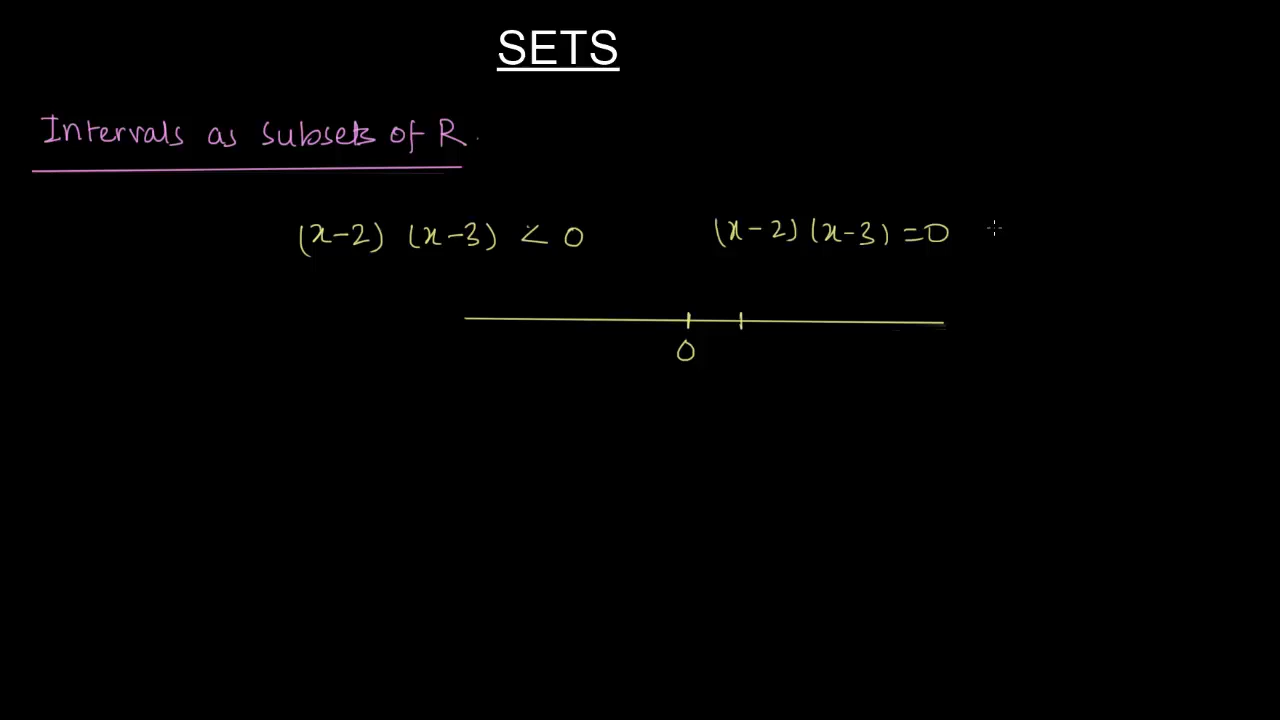 SETS
Intervals as subsets of R.
(x-2) (x-3) < 0 (x-2) (x-3) = 0
0